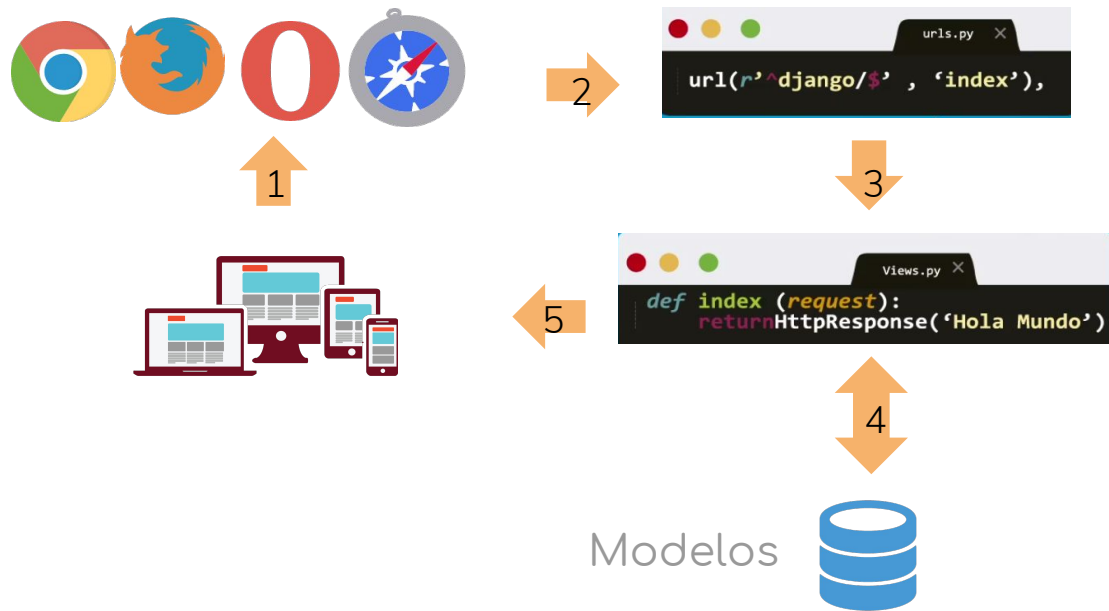 urls.py
url(r’^django/$’ , ‘index’),
2
1
3
Views.py
def index (request):
returnHttpResponse(‘Hola Mundo’)
5
4
Modelos